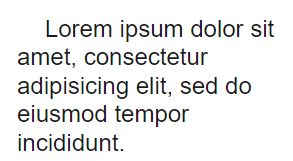 Lorem ipsum dolor sit
amet, consectetur
adipisicing elit, sed do
eiusmod tempor
incididunt.